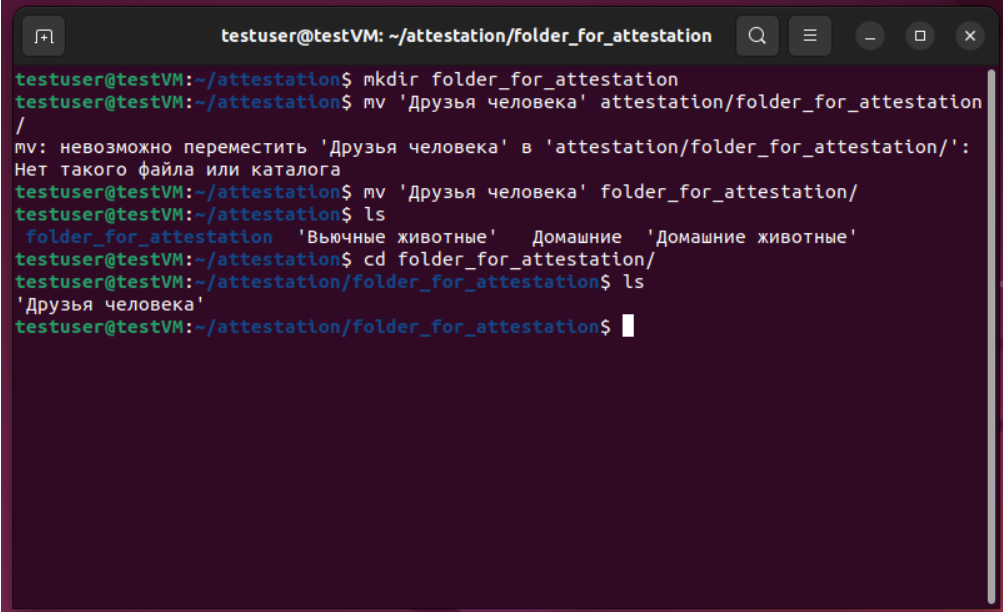 testuser@testVM: ~/attestation/folder_for_attestation
testuser@testVM:~/attestation$ mkdir folder_for_attestation
testuser@testVM:~/attestation$ mv 'Друзья человека' attestation/folder_for_attestation
/
mv: невозможно переместить 'Друзья человека' в 'attestation/folder_for_attestation/':
Нет такого файла или каталога
testuser@testVM:~/attestation$ mv 'Друзья человека' folder_for_attestation/
testuser@testVM:~/attestation$ ls
folder_for_attestation 'Вьючные животные' Домашние 'Домашние животные'
testuser@testVM:~/attestation$ cd folder_for_attestation/
testuser@testVM:~/attestation/folder_for_attestation$ ls
'Друзья человека'
testuser@testVM:~/attestation/folder_for_attestation$